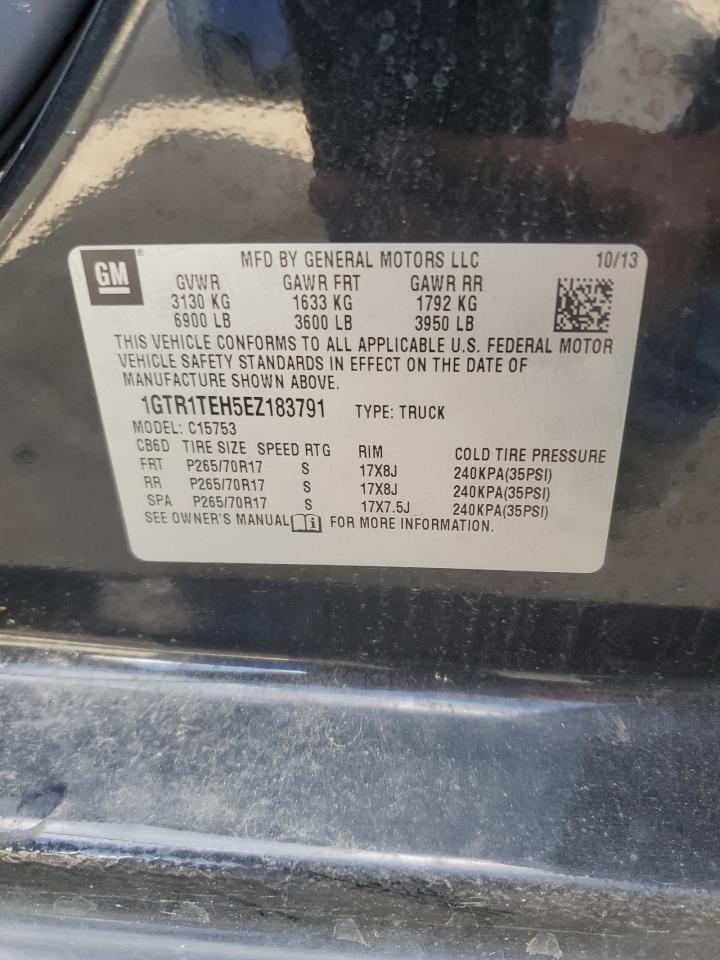 GM ® MFD BY GENERAL MOTORS LLC 10/13
GVWR GAWR FRT GAWR RR
3130 KG 1633 KG 1792 KG
6900 LB 3600 LB 3950 LB
THIS VEHICLE CONFORMS TO ALL APPLICABLE U.S. FEDERAL MOTOR
VEHICLE SAFETY STANDARDS IN EFFECT ON THE DATE OF
MANUFACTURE SHOWN ABOVE.
1GTR1TEH5EZ183791 TYPE: TRUCK
MODEL: C15753
CB6D TIRE SIZE SPEED RTG RIM COLD TIRE PRESSURE
FRT P265/70R17 S 17X8J 240KPA(35PSI)
RR P265/70R17 S 17X8J 240KPA(35PSI)
SPA P265/70R17 S 17X7.5J 240KPA(35PSI)
SEE OWNER'S MANUAL i FOR MORE INFORMATION.